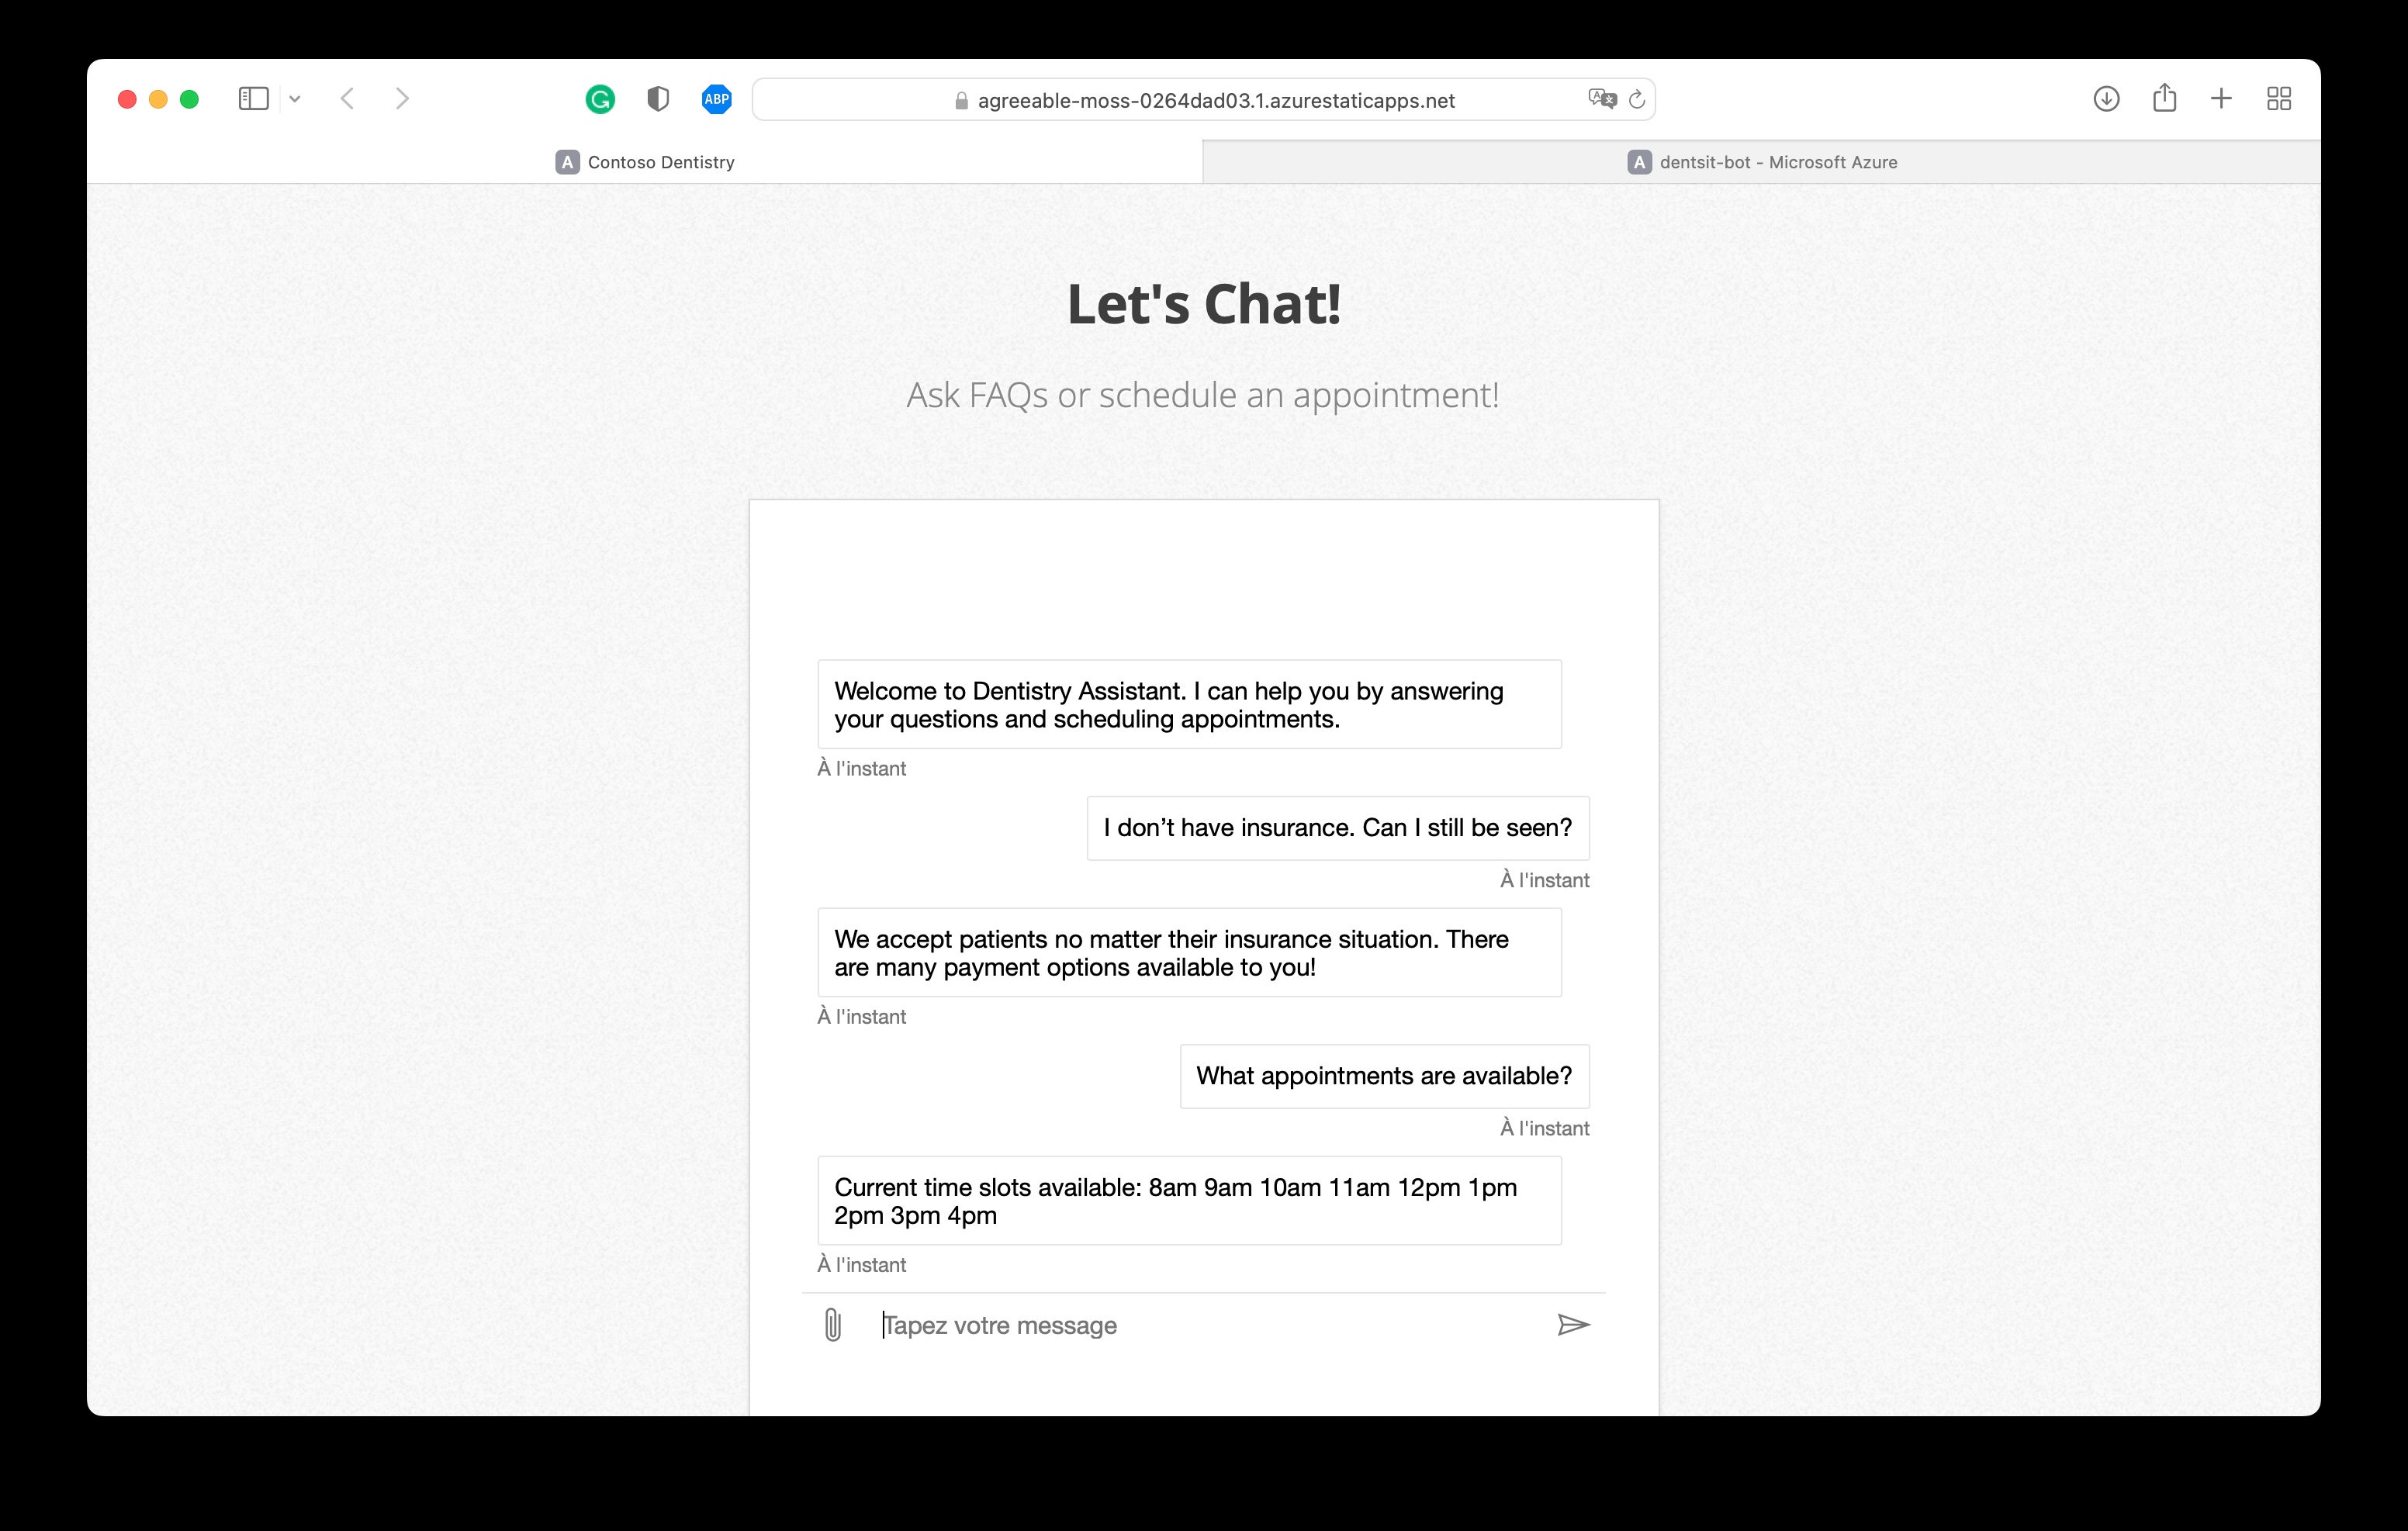 ABP
agreeable-moss-0264dad03.1.azurestaticapps.net
A Contoso Dentistry
A dentsit-bot - Microsoft Azure
Let's Chat!
Ask FAQs or schedule an appointment!
Welcome to Dentistry Assistant. I can help you by answering
your questions and scheduling appointments.
À l'instant
I don’t have insurance. Can I still be seen?
À l'instant
We accept patients no matter their insurance situation. There
are many payment options available to you!
À l'instant
What appointments are available?
À l'instant
Current time slots available: 8am 9am 10am 11am 12pm 1pm
2pm 3pm 4pm
À l'instant
Tapez votre message